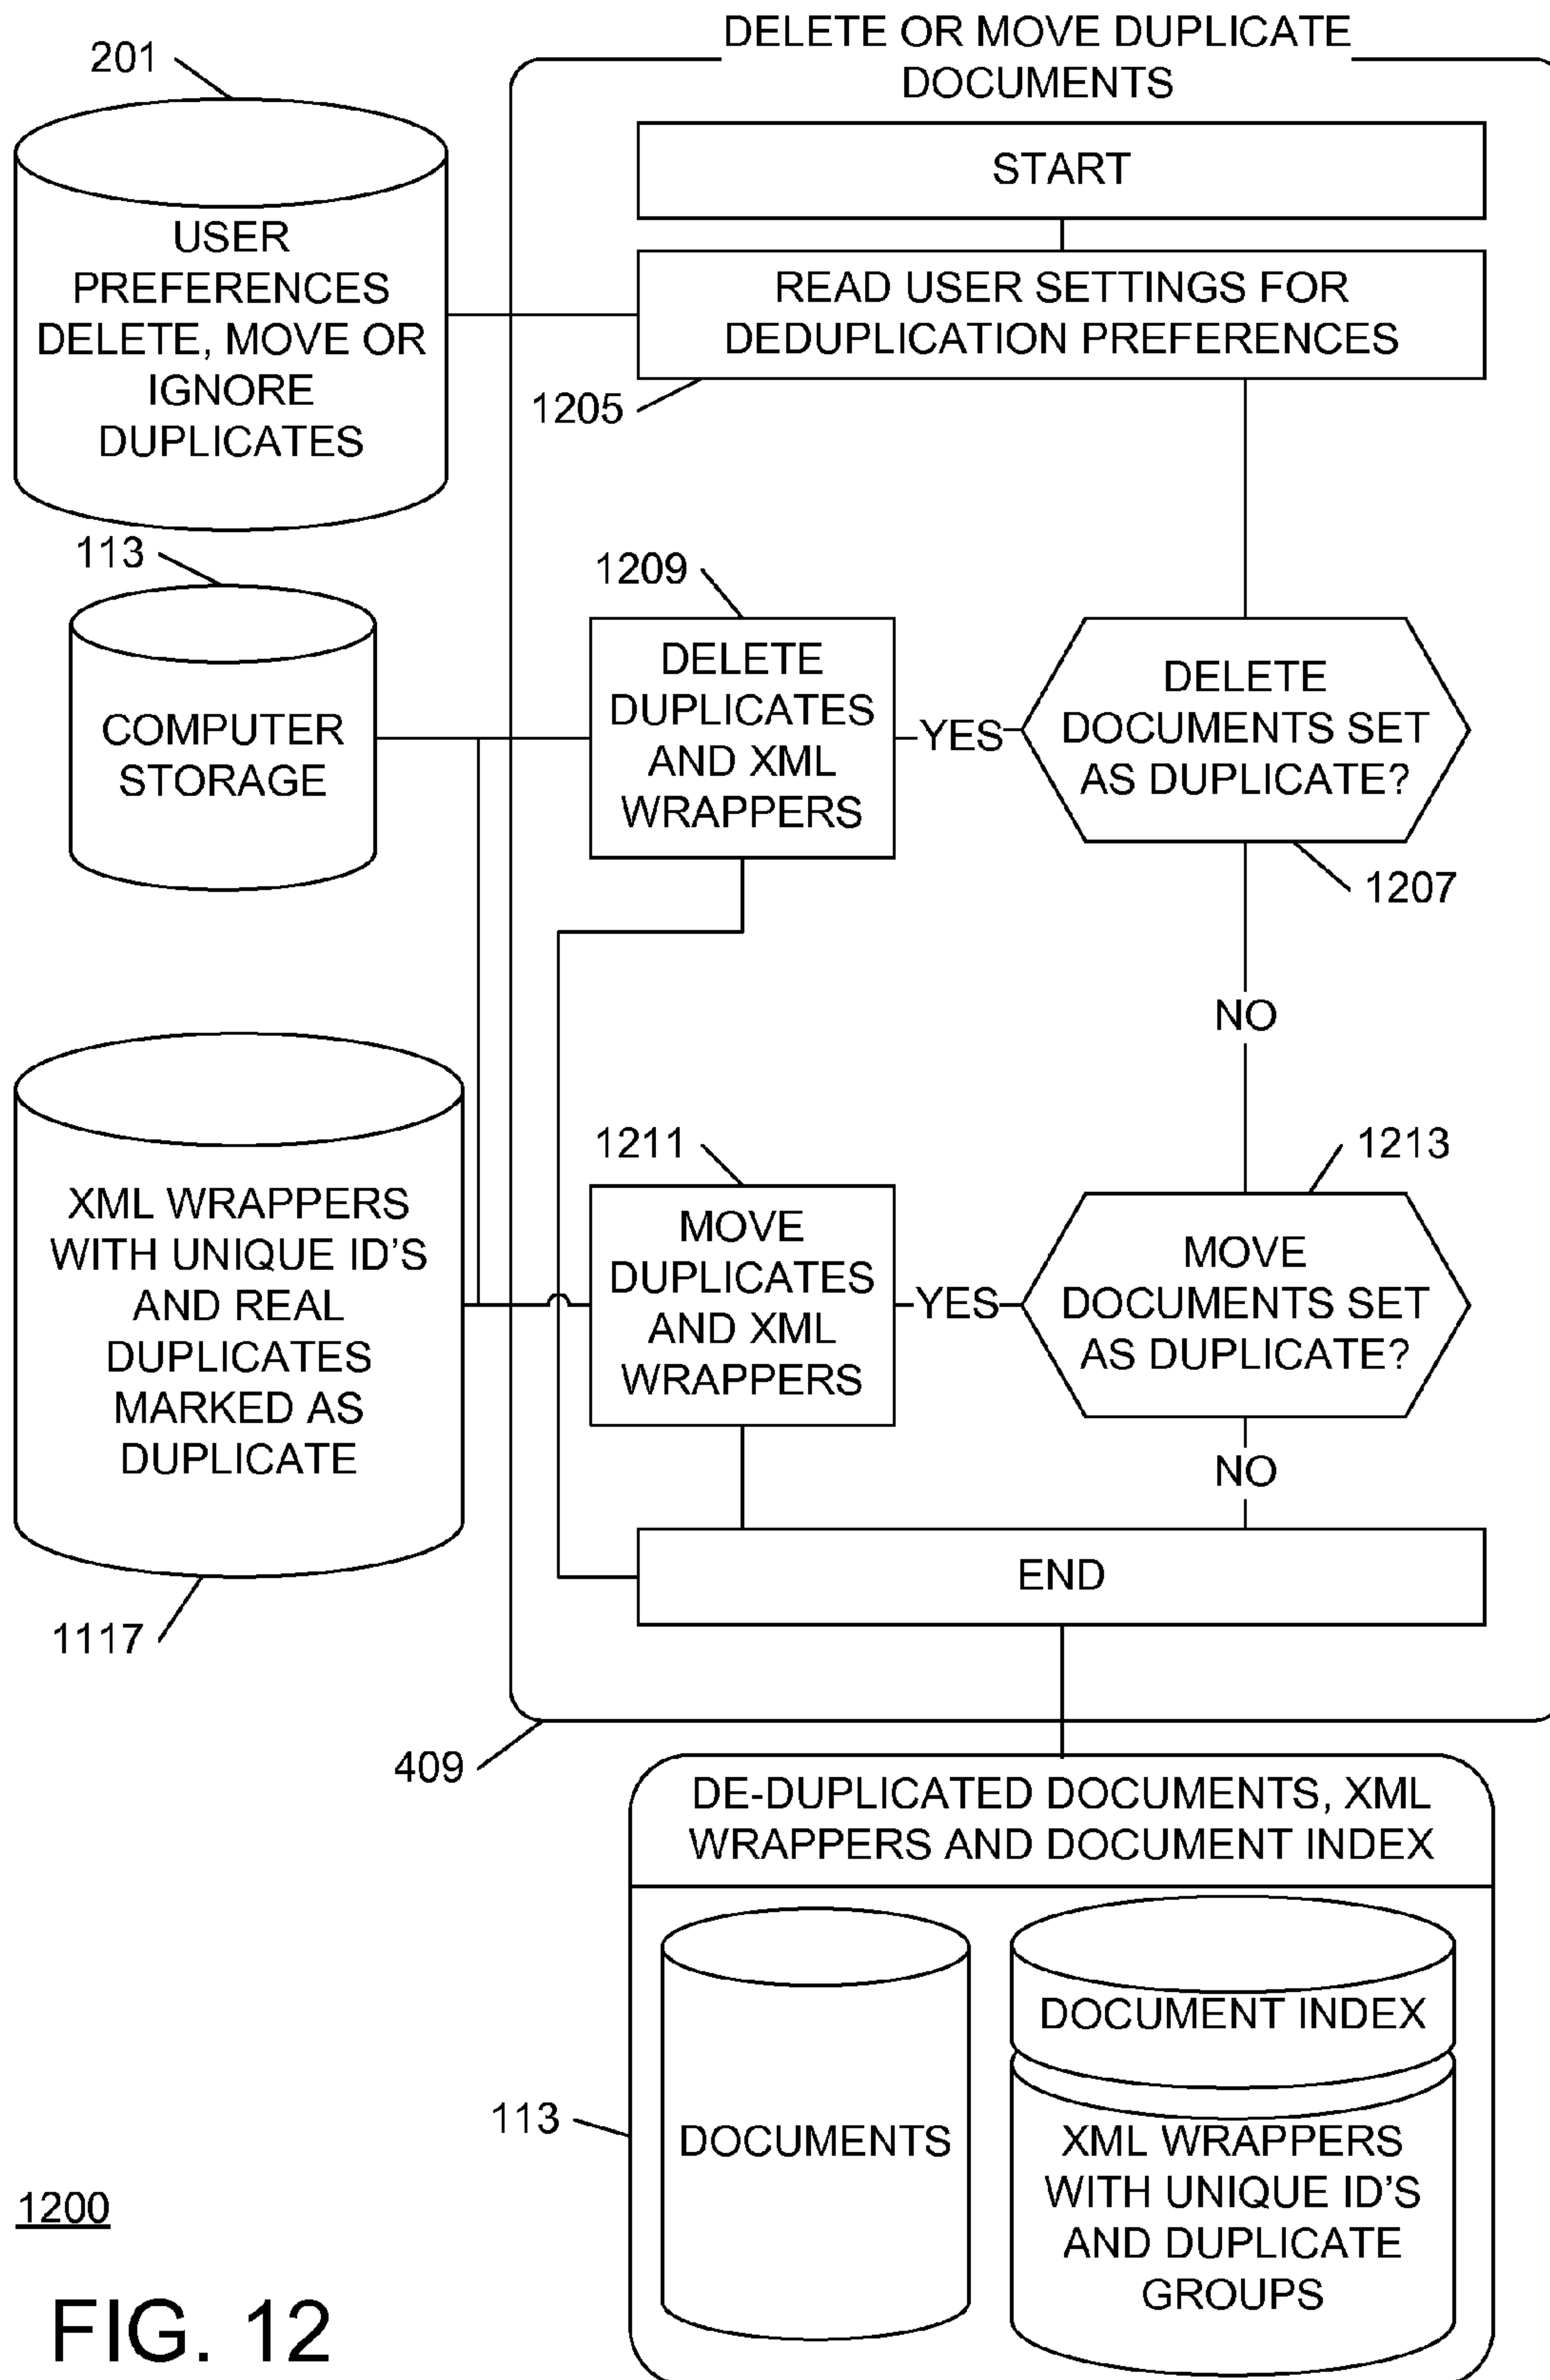 DELETE OR MOVE DUPLICATE
DOCUMENTS
201
START
USER
PREFERENCES
DELETE, MOVE OR
IGNORE
DUPLICATES
READ USER SETTINGS FOR
DEDUPLICATION PREFERENCES
1205
113
1209
COMPUTER
STORAGE
DELETE
DUPLICATES
AND XML
WRAPPERS
YES
DELETE
DOCUMENTS SET
AS DUPLICATE?
1207
NO
1211
1213
XML WRAPPERS
WITH UNIQUE ID'S
AND REAL
DUPLICATES
MARKED AS
DUPLICATE
MOVE
DUPLICATES
AND XML
WRAPPERS
YES
MOVE
DOCUMENTS SET
AS DUPLICATE?
NO
END
1117
409
DE-DUPLICATED DOCUMENTS, XML
WRAPPERS AND DOCUMENT INDEX
DOCUMENT INDEX
113
DOCUMENTS
XML WRAPPERS
WITH UNIQUE ID'S
AND DUPLICATE
GROUPS
1200
FIG. 12